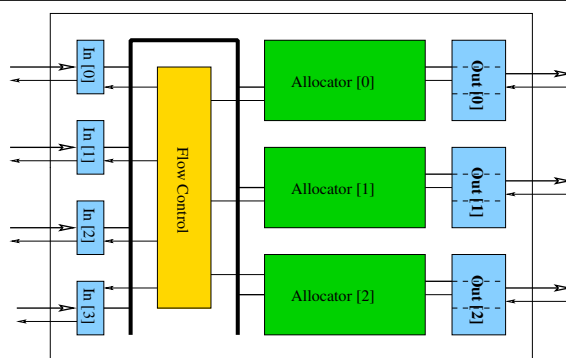 In [0]
In [1]
In [2]
In [3]
Flow Control
Allocator [0]
Allocator [1]
Allocator [2]
Out [0]
Out [1]
Out [2]